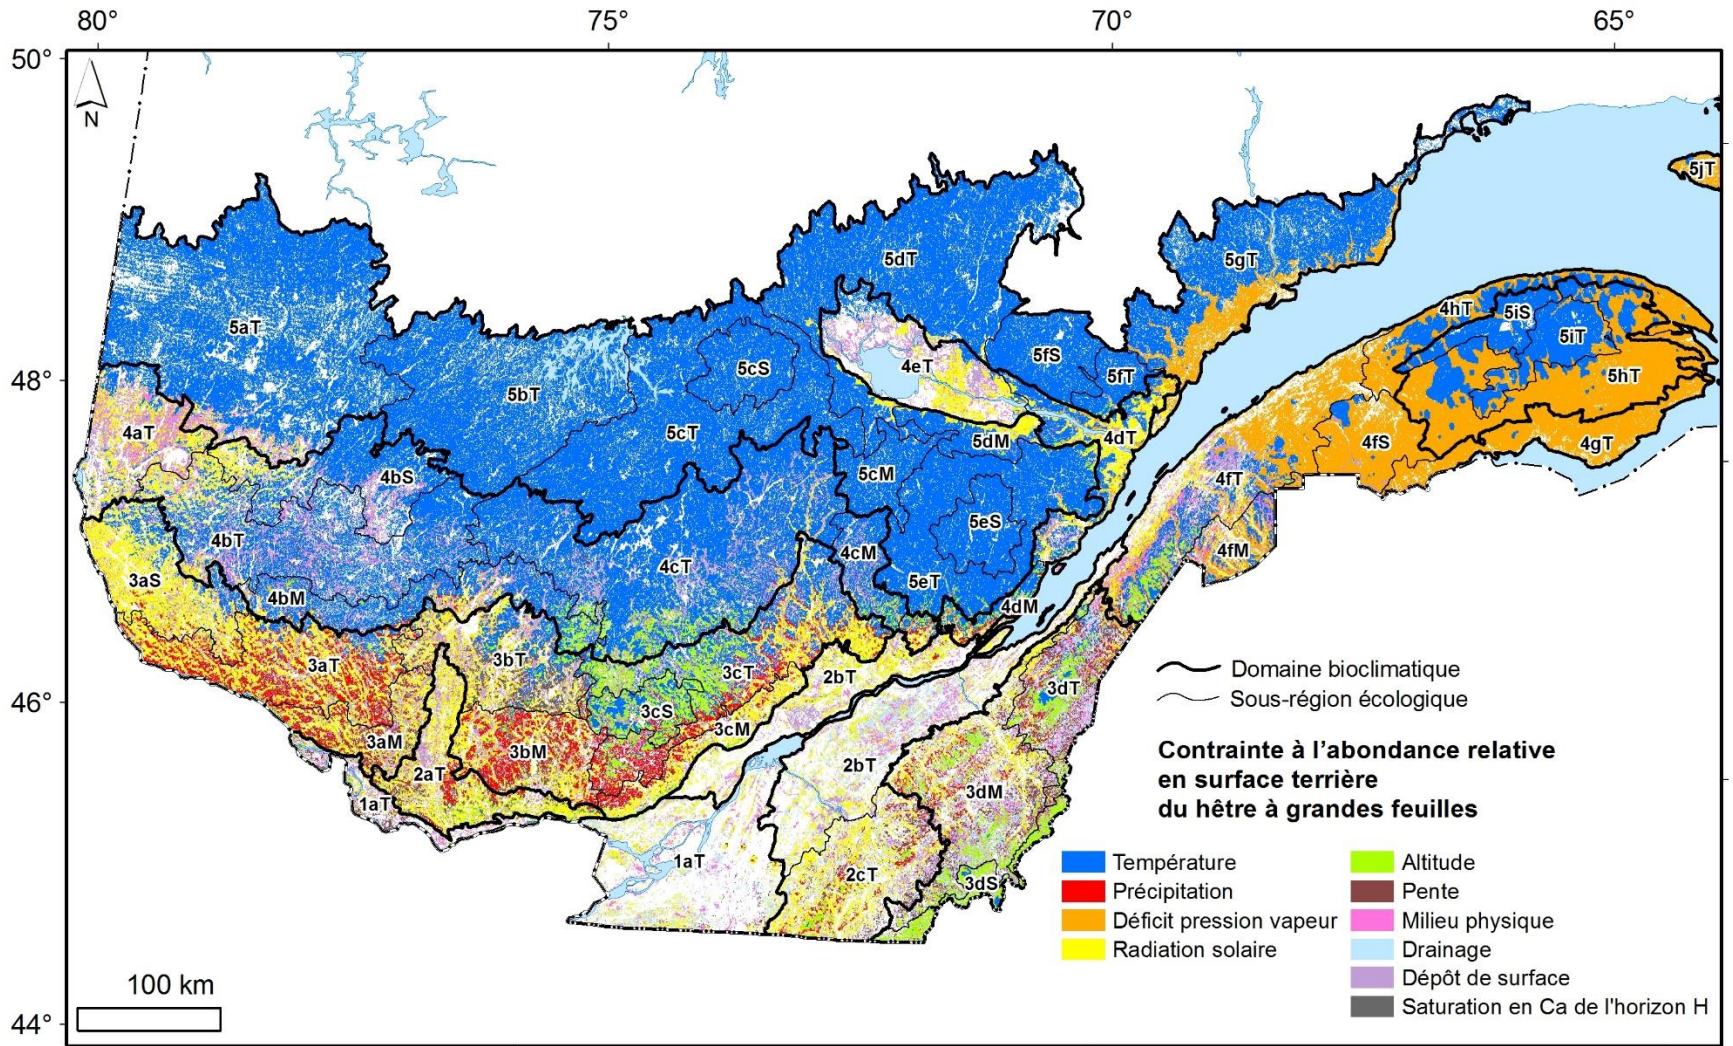 80° 75° 70° 65°
50°
N
5jT
5dT
5gT
4hT
5iS
5aT
5iT
5fS
4eT
5cS
5fT
5hT
48°
5bT
5cT
5dM
4dT
4aT
4fS
4gT
4bS
5cM
4fT
5eS
4bT
4cM
4fM
4cT
3aS
5eT
4bM
4dM
3bT
3aT
3cT
2bT
Domaine bioclimatique
46°
3cS
3dT
Sous-région écologique
3cM
3aM
3bM
2bT
2aT
3dM
1aT
Contrainte à l'abondance relative
en surface terrière
du hêtre à grandes feuilles
1aT
2cT
3dS
Température
Précipitation
Déficit pression vapeur
Radiation solaire
Altitude
Pente
Milieu physique
Drainage
Dépôt de surface
Saturation en Ca de l'horizon H
100 km
44°